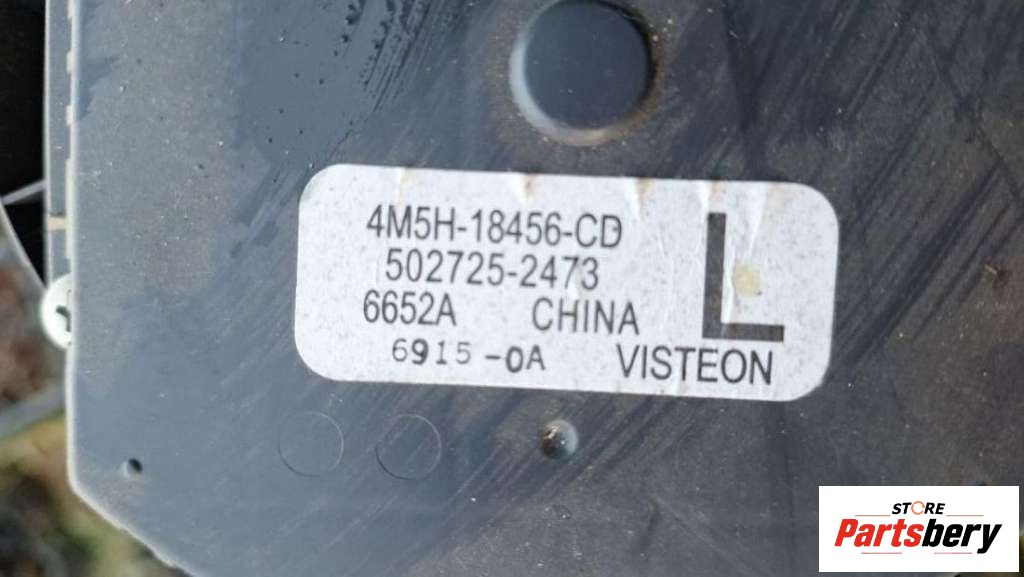 4M5H-18456-CD
502725-2473
6652A CHINA
6915-0A VISTEON
L
STORE
Partsbery